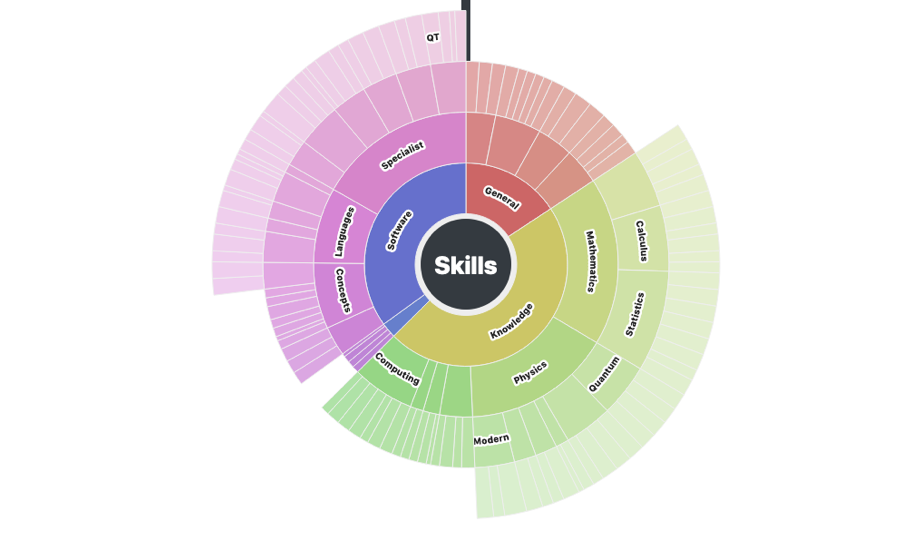 QT
Specialist
General
Languages
Software
Mathematics
Calculus
Skills
Concepts
Knowledge
Statistics
Computing
Physics
Quantum
Modern